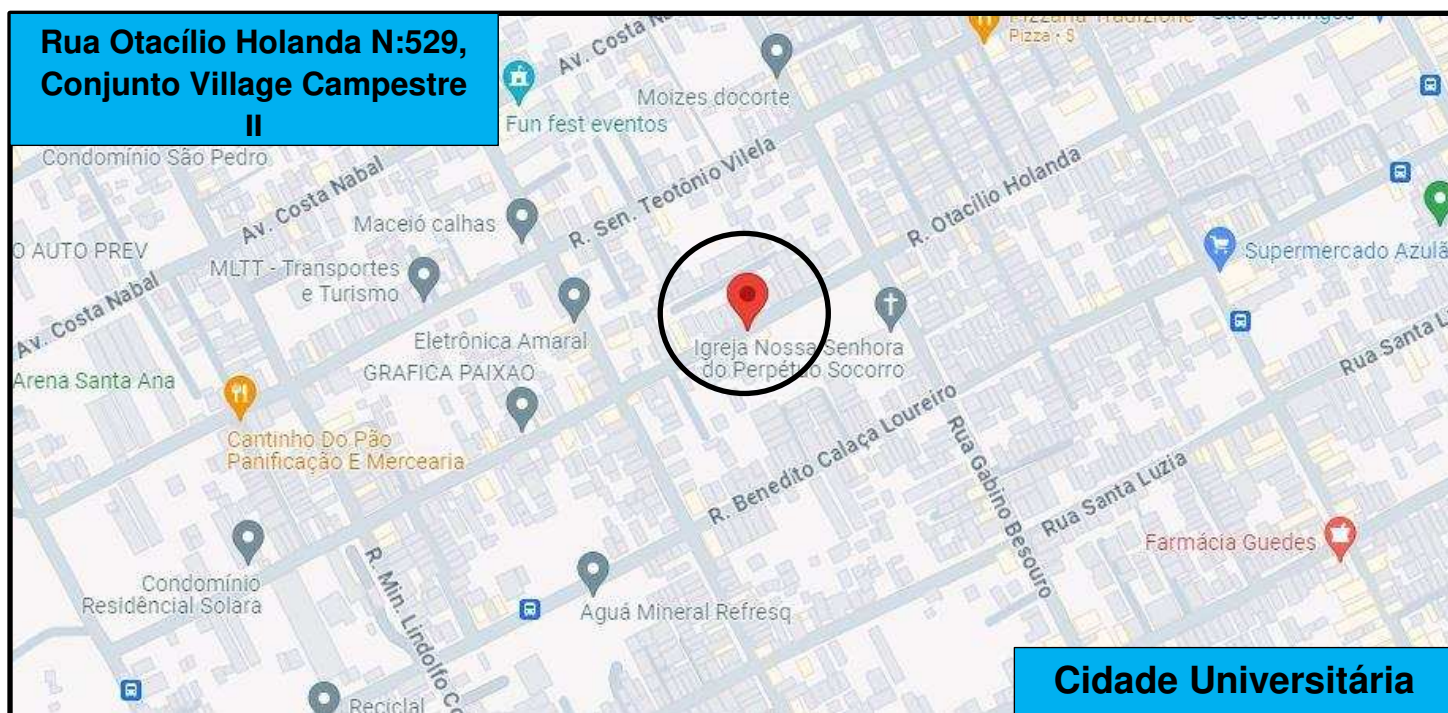 Rua Otacílio Holanda N:529,
Conjunto Village Campestre
II
Av. Costa
Pizza • S
Moizes docorte
Fun fest eventos
Condomínio São Pedro
Av. Costa Nabal
R. Sen. Teotônio Vilela
R. Otacílio Holanda
Maceió calhas
O AUTO PREV
MLTT - Transportes
e Turismo
Supermercado Azulã
Av. Costa Nabal
Eletrônica Amaral
Igreja Nossa Senhora
do Perpétuo Socorro
GRAFICA PAIXAO
Arena Santa Ana
Rua Santa L
Cantinho Do Pão
Panificação E Mercearia
R. Benedito Calaça Loureiro
Rua Gabino Besouro
Rua Santa Luzia
Farmácia Guedes
Condomínio
Residêncial Solara
R. Min. Lindolfo Co
Aguá Mineral Refresq
Reciclal
Cidade Universitária